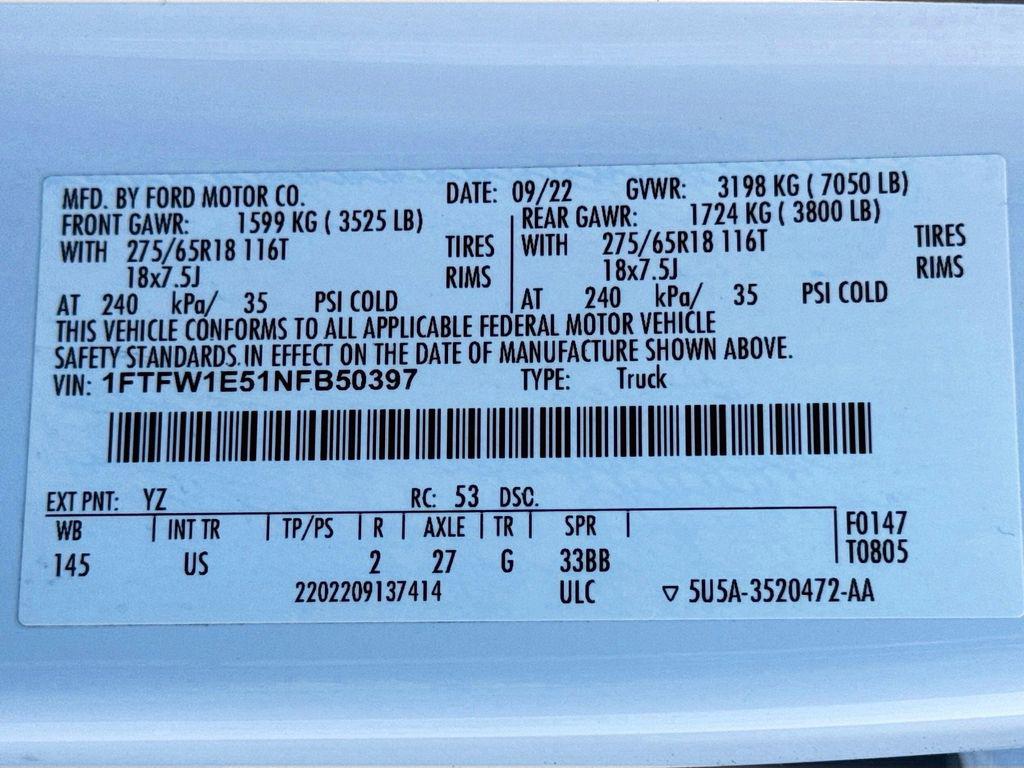 MFD. BY FORD MOTOR CO. DATE: 09/22 GVWR: 3198 KG ( 7050 LB)
FRONT GAWR: 1599 KG ( 3525 LB) REAR GAWR: 1724 KG ( 3800 LB)
WITH 275/65R18 116T TIRES WITH 275/65R18 116T TIRES
18x7.5J RIMS 18x7.5J RIMS
AT 240 kPa/ 35 PSI COLD AT 240 kPa/ 35 PSI COLD
THIS VEHICLE CONFORMS TO ALL APPLICABLE FEDERAL MOTOR VEHICLE
SAFETY STANDARDS IN EFFECT ON THE DATE OF MANUFACTURE SHOWN ABOVE.
VIN: 1FTFW1E51NFB50397 TYPE: Truck
EXT PNT: YZ RC: 53 DSO:
WB INT TR TP/PS R AXLE TR SPR F0147
145 US 2 27 G 33BB T0805
2202209137414 ULC ▽ 5U5A-3520472-AA